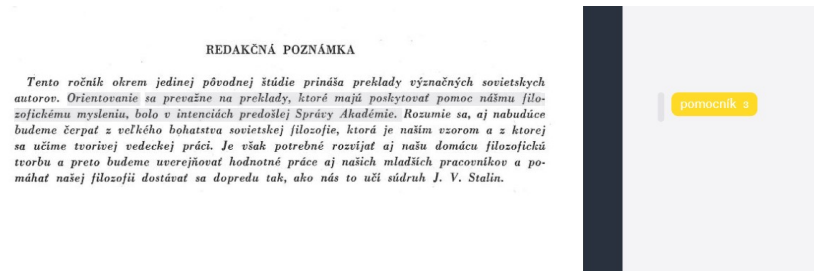 REDAKČNÁ POZNÁMKA
Tento ročník okrem jedinej pôvodnej štúdie prináša preklady význačných sovietskych
autorov. Orientovanie sa prevažne na preklady, ktoré majú poskytovať pomoc nášmu filo-
zofickému mysleniu, bolo v intenciách predošlej Správy Akadémie. Rozumie sa, aj nabudúce
budeme čerpať z veľkého bohatstva sovietskej filozofie, ktorá je naším vzorom a z ktorej
sa učíme tvorivej vedeckej práci. Je však potrebné rozvíjať aj našu domácu filozofickú
tvorbu a preto budeme uverejňovať hodnotné práce aj našich mladších pracovníkov a po-
máhať našej filozofii dostávať sa dopredu tak, ako nás to učí súdruh J. V. Stalin.
pomocník 3